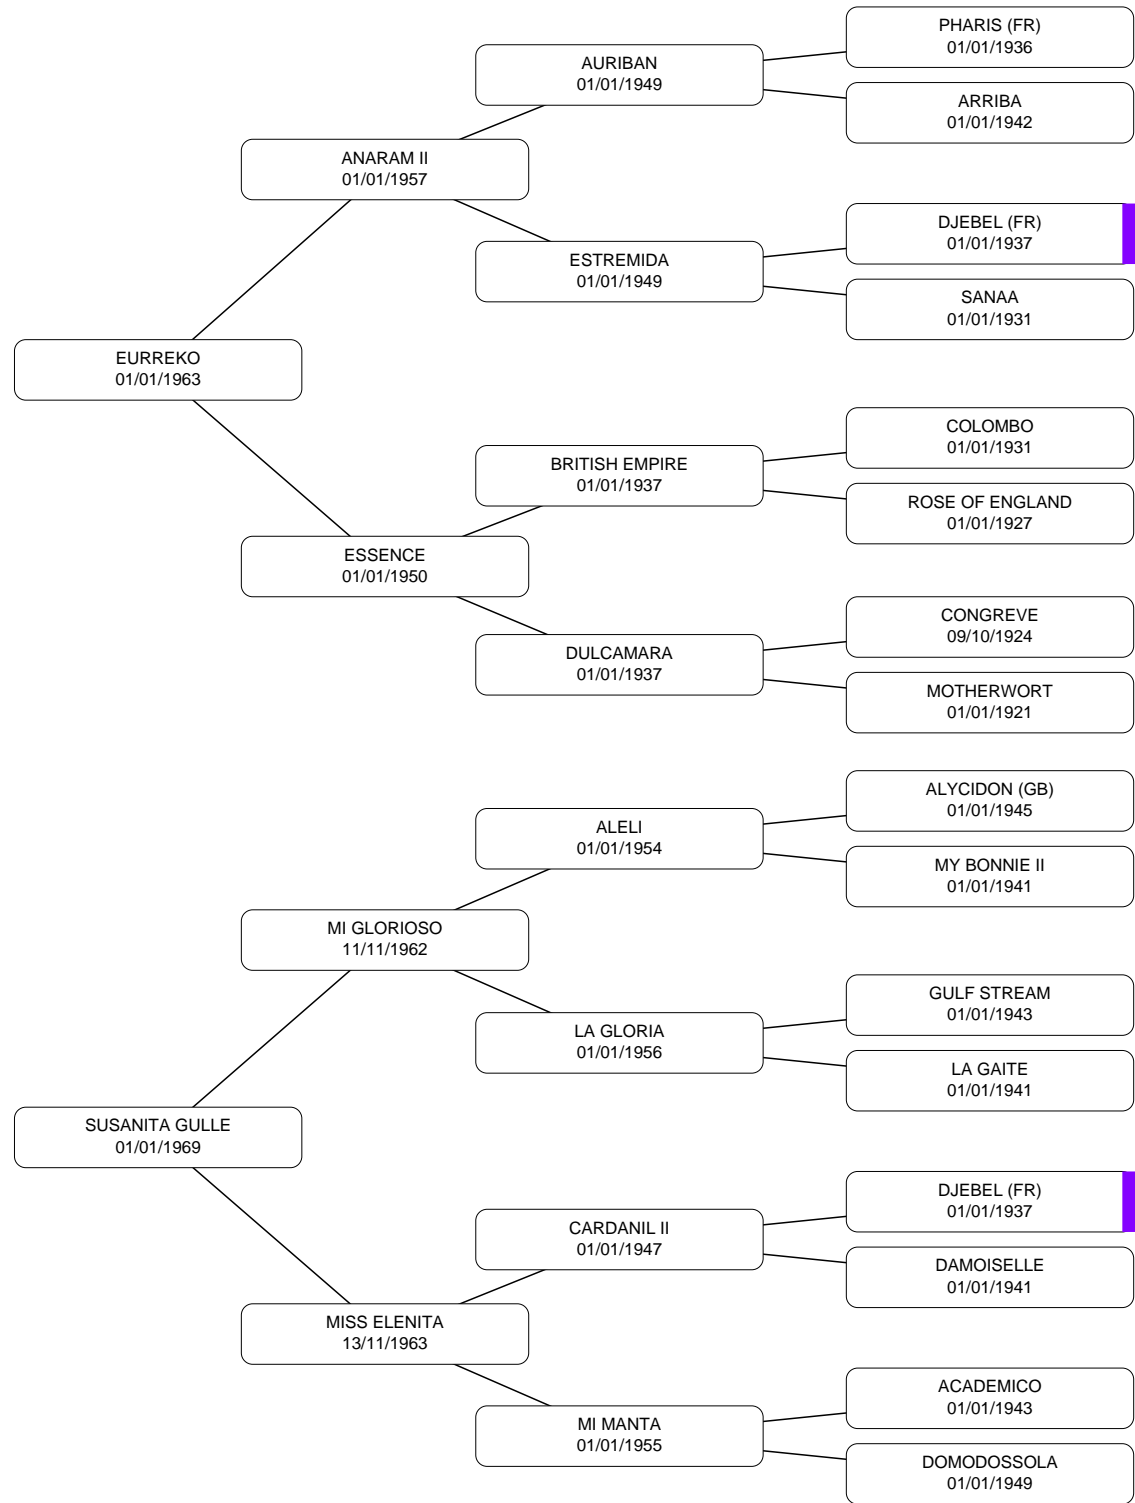 PHARIS (FR)
01/01/1936
AURIBAN
01/01/1949
ARRIBA
01/01/1942
ANARAM II
01/01/1957
DJEBEL (FR)
01/01/1937
ESTREMIDA
01/01/1949
SANAA
01/01/1931
EURREKO
01/01/1963
COLOMBO
01/01/1931
BRITISH EMPIRE
01/01/1937
ROSE OF ENGLAND
01/01/1927
ESSENCE
01/01/1950
CONGREVE
09/10/1924
DULCAMARA
01/01/1937
MOTHERWORT
01/01/1921
ALYCIDON (GB)
01/01/1945
ALELI
01/01/1954
MY BONNIE II
01/01/1941
MI GLORIOSO
11/11/1962
GULF STREAM
01/01/1943
LA GLORIA
01/01/1956
LA GAITE
01/01/1941
SUSANITA GULLE
01/01/1969
DJEBEL (FR)
01/01/1937
CARDANIL II
01/01/1947
DAMOISELLE
01/01/1941
MISS ELENITA
13/11/1963
ACADEMICO
01/01/1943
MI MANTA
01/01/1955
DOMODOSSOLA
01/01/1949